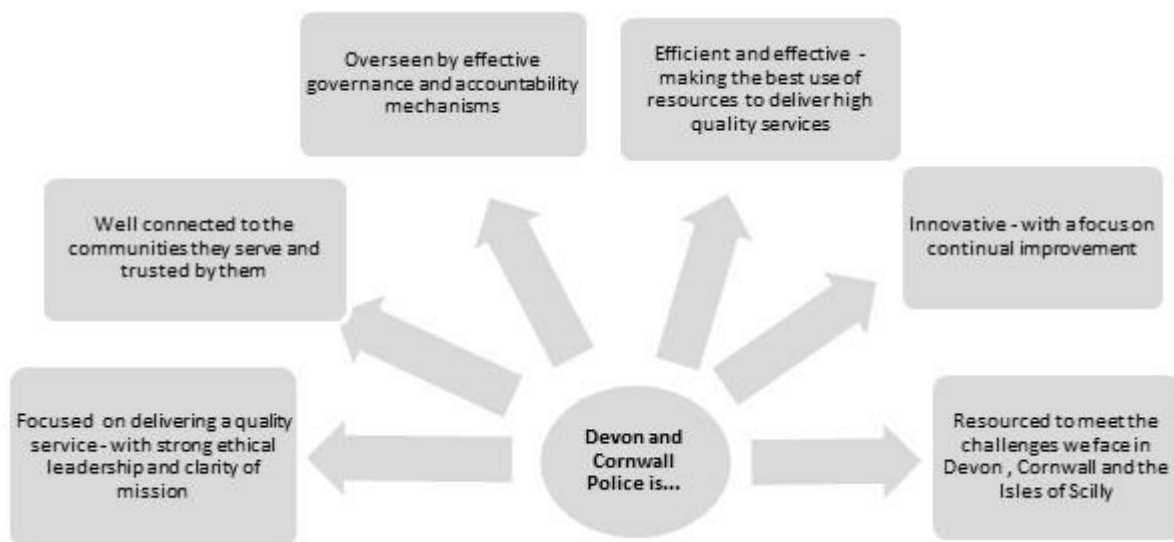 Overseen by effective
governance and accountability
mechanisms
Efficient and effective -
making the best use of
resources to deliver high
quality services
Well connected to the
communities they serve and
trusted by them
Innovative - with a focus on
continual improvement
Focused on delivering a quality
service - with strong ethical
leadership and clarity of
mission
Devon and
Cornwall
Police is...
Resourced to meet the
challenges we face in
Devon , Cornwall and the
Isles of Scilly